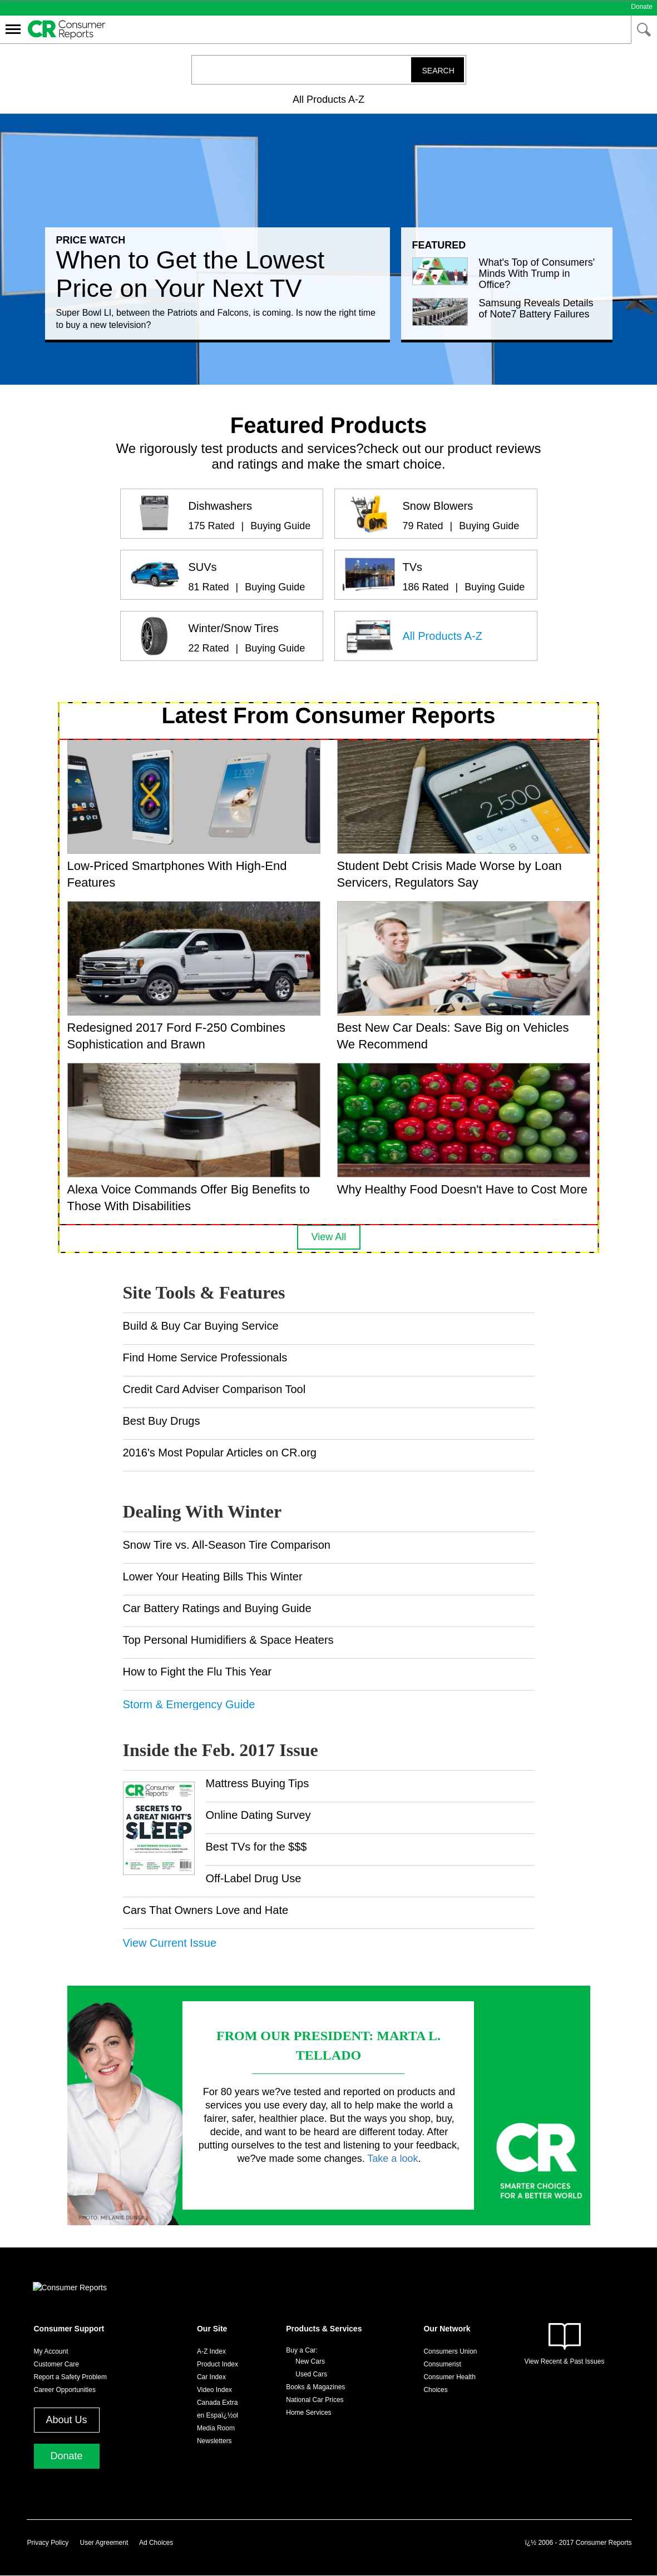 Donate
CR Consumer Reports
SEARCH
All Products A-Z
PRICE WATCH
When to Get the Lowest
Price on Your Next TV
Super Bowl LI, between the Patriots and Falcons, is coming. Is now the right time
to buy a new television?
FEATURED
What's Top of Consumers'
Minds With Trump in
Office?
Samsung Reveals Details
of Note7 Battery Failures
Featured Products
We rigorously test products and services?check out our product reviews
and ratings and make the smart choice.
Dishwashers
175 Rated | Buying Guide
Snow Blowers
79 Rated | Buying Guide
SUVs
81 Rated | Buying Guide
TVs
186 Rated | Buying Guide
Winter/Snow Tires
22 Rated | Buying Guide
All Products A-Z
Latest From Consumer Reports
2,500
Low-Priced Smartphones With High-End
Features
Student Debt Crisis Made Worse by Loan
Servicers, Regulators Say
Redesigned 2017 Ford F-250 Combines
Sophistication and Brawn
Best New Car Deals: Save Big on Vehicles
We Recommend
Alexa Voice Commands Offer Big Benefits to
Those With Disabilities
Why Healthy Food Doesn't Have to Cost More
View All
Site Tools & Features
Build & Buy Car Buying Service
Find Home Service Professionals
Credit Card Adviser Comparison Tool
Best Buy Drugs
2016's Most Popular Articles on CR.org
Dealing With Winter
Snow Tire vs. All-Season Tire Comparison
Lower Your Heating Bills This Winter
Car Battery Ratings and Buying Guide
Top Personal Humidifiers & Space Heaters
How to Fight the Flu This Year
Storm & Emergency Guide
Inside the Feb. 2017 Issue
CR Consumer Reports
SECRETS TO
A GREAT NIGHT'S
SLEEP
Mattress Buying Tips
Online Dating Survey
Best TVs for the $$$
Off-Label Drug Use
Cars That Owners Love and Hate
View Current Issue
FROM OUR PRESIDENT: MARTA L.
TELLADO
For 80 years we?ve tested and reported on products and
services you use every day, all to help make the world a
fairer, safer, healthier place. But the ways you shop, buy,
decide, and want to be heard are different today. After
putting ourselves to the test and listening to your feedback,
we?ve made some changes. Take a look.
CR
SMARTER CHOICES
FOR A BETTER WORLD
PHOTO: MELANIE
Consumer Reports
Consumer Support
My Account
Customer Care
Report a Safety Problem
Career Opportunities
About Us
Donate
Our Site
A-Z Index
Product Index
Car Index
Video Index
Canada Extra
en Espaï¿½ol
Media Room
Newsletters
Products & Services
Buy a Car:
New Cars
Used Cars
Books & Magazines
National Car Prices
Home Services
Our Network
Consumers Union
Consumerist
Consumer Health
Choices
View Recent & Past Issues
Privacy Policy User Agreement Ad Choices
ï¿½ 2006 - 2017 Consumer Reports